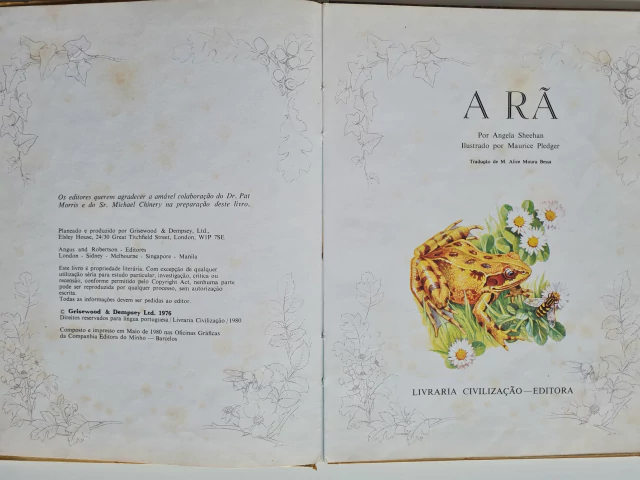 Os editores querem agradecer a amável colaboração do Dr. Pat
Morris e do Sr. Michael Chinery na preparação deste livro.
Planeado e produzido por Grisewood & Dempsey, Ltd.,
Elsley House, 24/30 Great Titchfield Street, London, W1P 7SE.
Angus and Robertson - Editores
London - Sidney - Melbourne - Singapore - Manila
Este livro é propriedade literária. Com excepção de qualquer
utilização séria para estudo particular, investigação, crítica ou
recensão, conforme permitido pelo Copyright Act, nenhuma parte
pode ser reproduzida por qualquer processo, sem autorização
escrita.
Todas as informações devem ser pedidas ao editor.
© Grisewood & Dempsey Ltd. 1976
Direitos reservados para língua portuguesa / Livraria Civilização / 1980
Composto e impresso em Maio de 1980 nas Oficinas Gráficas
da Companhia Editora do Minho — Barcelos
A RÃ
Por Angela Sheehan
Ilustrado por Maurice Pledger
Tradução de M. Alice Moura Bessa
LIVRARIA CIVILIZAÇÃO—EDITORA